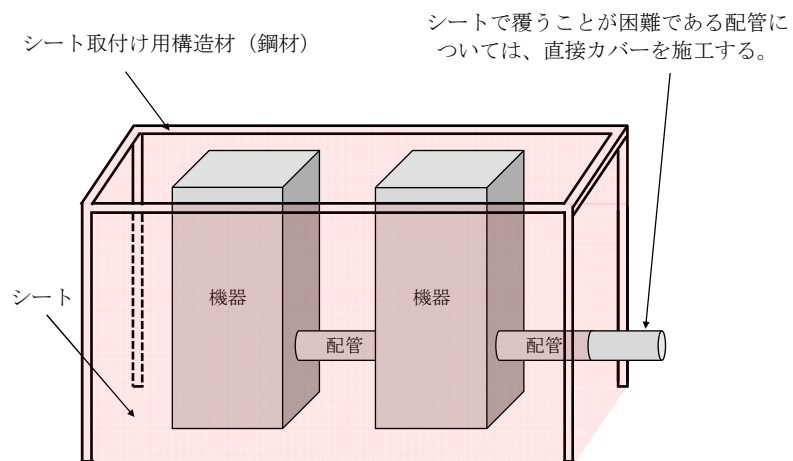 シートで覆うことが困難である配管に
ついては、直接カバーを施工する。
シート取付け用構造材（鋼材）
シート
機器
機器
配管
配管